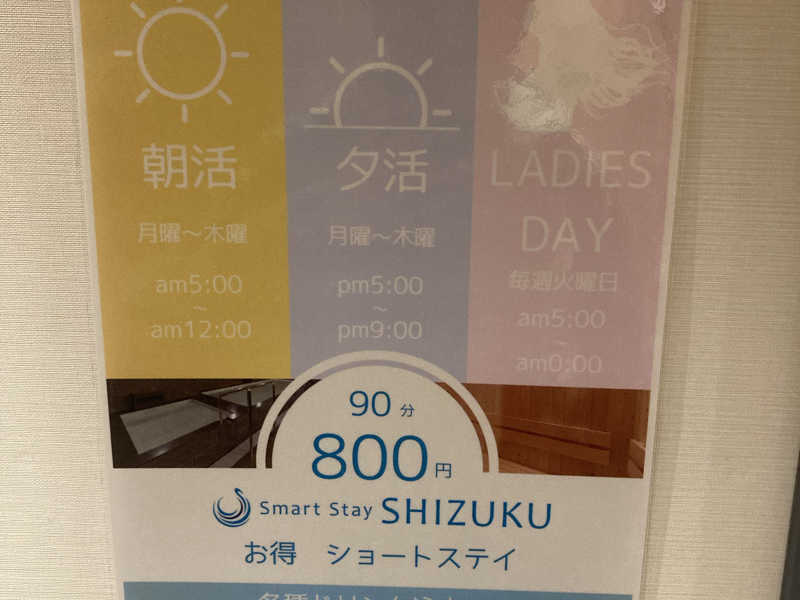 朝活
月曜～木曜
am5:00
～
am12:00
夕活
月曜～木曜
pm5:00
～
pm9:00
LADIES
DAY
毎週火曜日
am5:00
～
am0:00
90分
800円
Smart Stay SHIZUKU
お得 ショートステイ